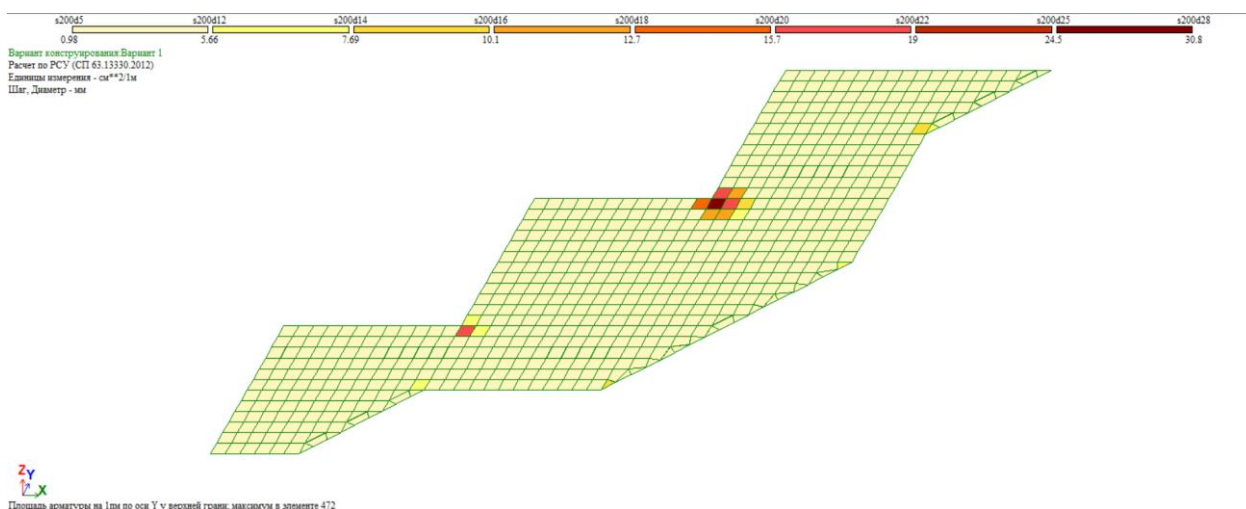 s200d5 s200d12 s200d14 s200d16 s200d18 s200d20 s200d22 s200d25 s200d28
0.98 5.66 7.69 10.1 12.7 15.7 19 24.5 30.8
Вариант конструирования:Вариант 1
Расчет по РСУ (СП 63.13330.2012)
Единицы измерения - см**2/1м
Шаг, Диаметр - мм
Z Y
X
Площадь арматуры на 1пм по оси Y у верхней грани; максимум в элементе 472